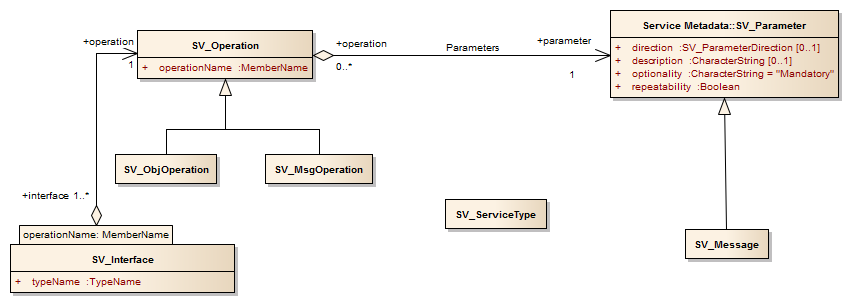 +operation
1
SV_Operation
+ operationName :MemberName
+operation
0..*
Parameters
+parameter
1
Service Metadata::SV_Parameter
+ direction :SV_ParameterDirection [0..1]
+ description :CharacterString [0..1]
+ optionality :CharacterString = "Mandatory"
+ repeatability :Boolean
SV_ObjOperation
SV_MsgOperation
+interface 1..*
SV_ServiceType
operationName: MemberName
SV_Interface
+ typeName :TypeName
SV_Message